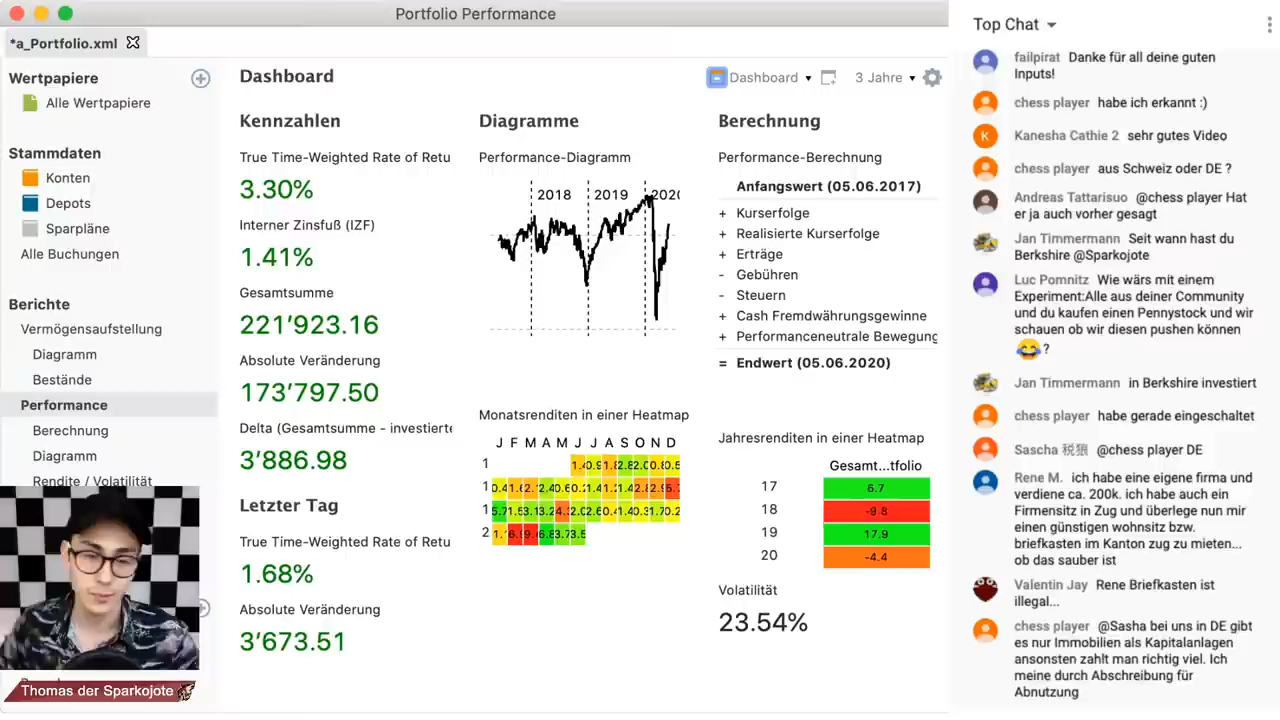 Portfolio Performance
*a_Portfolio.xml
Wertpapiere
Alle Wertpapiere
Stammdaten
Konten
Depots
Sparpläne
Alle Buchungen
Berichte
Vermögensaufstellung
Diagramm
Bestände
Performance
Berechnung
Diagramm
Rendite / Volatilität
Dashboard
Dashboard
3 Jahre
Kennzahlen
True Time-Weighted Rate of Retu
3.30%
Interner Zinsfuß (IZF)
1.41%
Gesamtsumme
221'923.16
Absolute Veränderung
173'797.50
Delta (Gesamtsumme - investierte
3'886.98
Letzter Tag
True Time-Weighted Rate of Retu
1.68%
Absolute Veränderung
3'673.51
Diagramme
Performance-Diagramm
2018 2019 2020
Monatsrenditen in einer Heatmap
J F M A M J J A S O N D
Berechnung
Performance-Berechnung
Anfangswert (05.06.2017)
+ Kurserfolge
+ Realisierte Kurserfolge
+ Erträge
- Gebühren
- Steuern
+ Cash Fremdwährungsgewinne
+ Performanceneutrale Bewegung
= Endwert (05.06.2020)
Jahresrenditen in einer Heatmap
Gesamt...tfolio
17 6.7
18 -9.8
19 17.9
20 -4.4
Volatilität
23.54%
Thomas der Sparkojote
Top Chat
failpirat Danke für all deine guten
Inputs!
chess player habe ich erkannt :)
K
Kanesha Cathie 2 sehr gutes Video
chess player aus Schweiz oder DE ?
Andreas Tattarisuo @chess player Hat
er ja auch vorher gesagt
Jan Timmermann Seit wann hast du
Berkshire @Sparkojote
Luc Pomnitz Wie wärs mit einem
Experiment:Alle aus deiner Community
und du kaufen einen Pennystock und wir
schauen ob wir diesen pushen können
?
Jan Timmermann in Berkshire investiert
chess player habe gerade eingeschaltet
Sascha 税狼 @chess player DE
Rene M. ich habe eine eigene firma und
verdiene ca. 200k. ich habe auch ein
Firmensitz in Zug und überlege nun mir
einen günstigen wohnsitz bzw.
briefkasten im Kanton zug zu mieten...
ob das sauber ist
Valentin Jay Rene Briefkasten ist
illegal...
chess player @Sasha bei uns in DE gibt
es nur Immobilien als Kapitalanlagen
ansonsten zahlt man richtig viel. Ich
meine durch Abschreibung für
Abnutzung